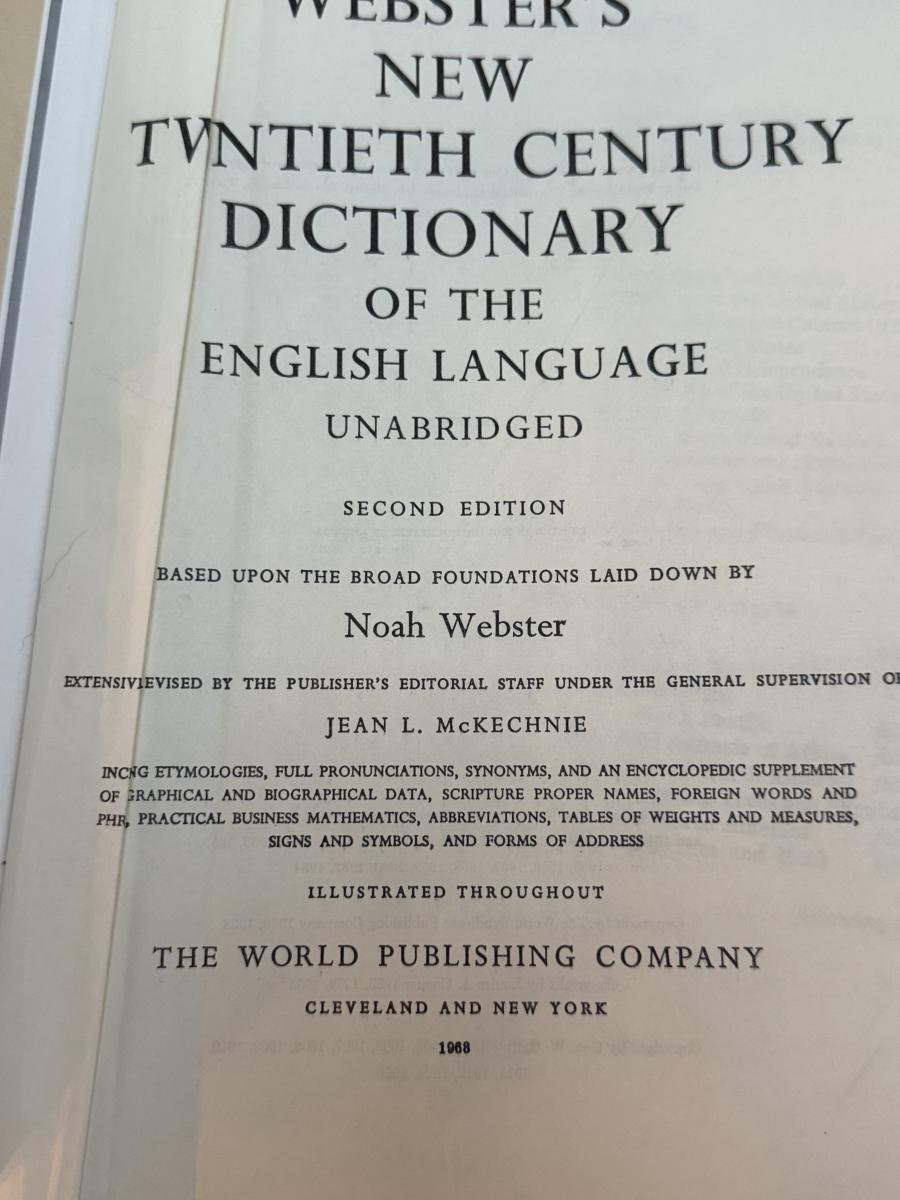 WEBSTER'S
NEW
TWNTIETH CENTURY
DICTIONARY
OF THE
ENGLISH LANGUAGE
UNABRIDGED
SECOND EDITION
BASED UPON THE BROAD FOUNDATIONS LAID DOWN BY
Noah Webster
EXTENSIVEVISED BY THE PUBLISHER'S EDITORIAL STAFF UNDER THE GENERAL SUPERVISION OF
JEAN L. McKECHNIE
INCNG ETYMOLOGIES, FULL PRONUNCIATIONS, SYNONYMS, AND AN ENCYCLOPEDIC SUPPLEMENT
OF GRAPHICAL AND BIOGRAPHICAL DATA, SCRIPTURE PROPER NAMES, FOREIGN WORDS AND
PHR, PRACTICAL BUSINESS MATHEMATICS, ABBREVIATIONS, TABLES OF WEIGHTS AND MEASURES,
SIGNS AND SYMBOLS, AND FORMS OF ADDRESS
ILLUSTRATED THROUGHOUT
THE WORLD PUBLISHING COMPANY
CLEVELAND AND NEW YORK
1968